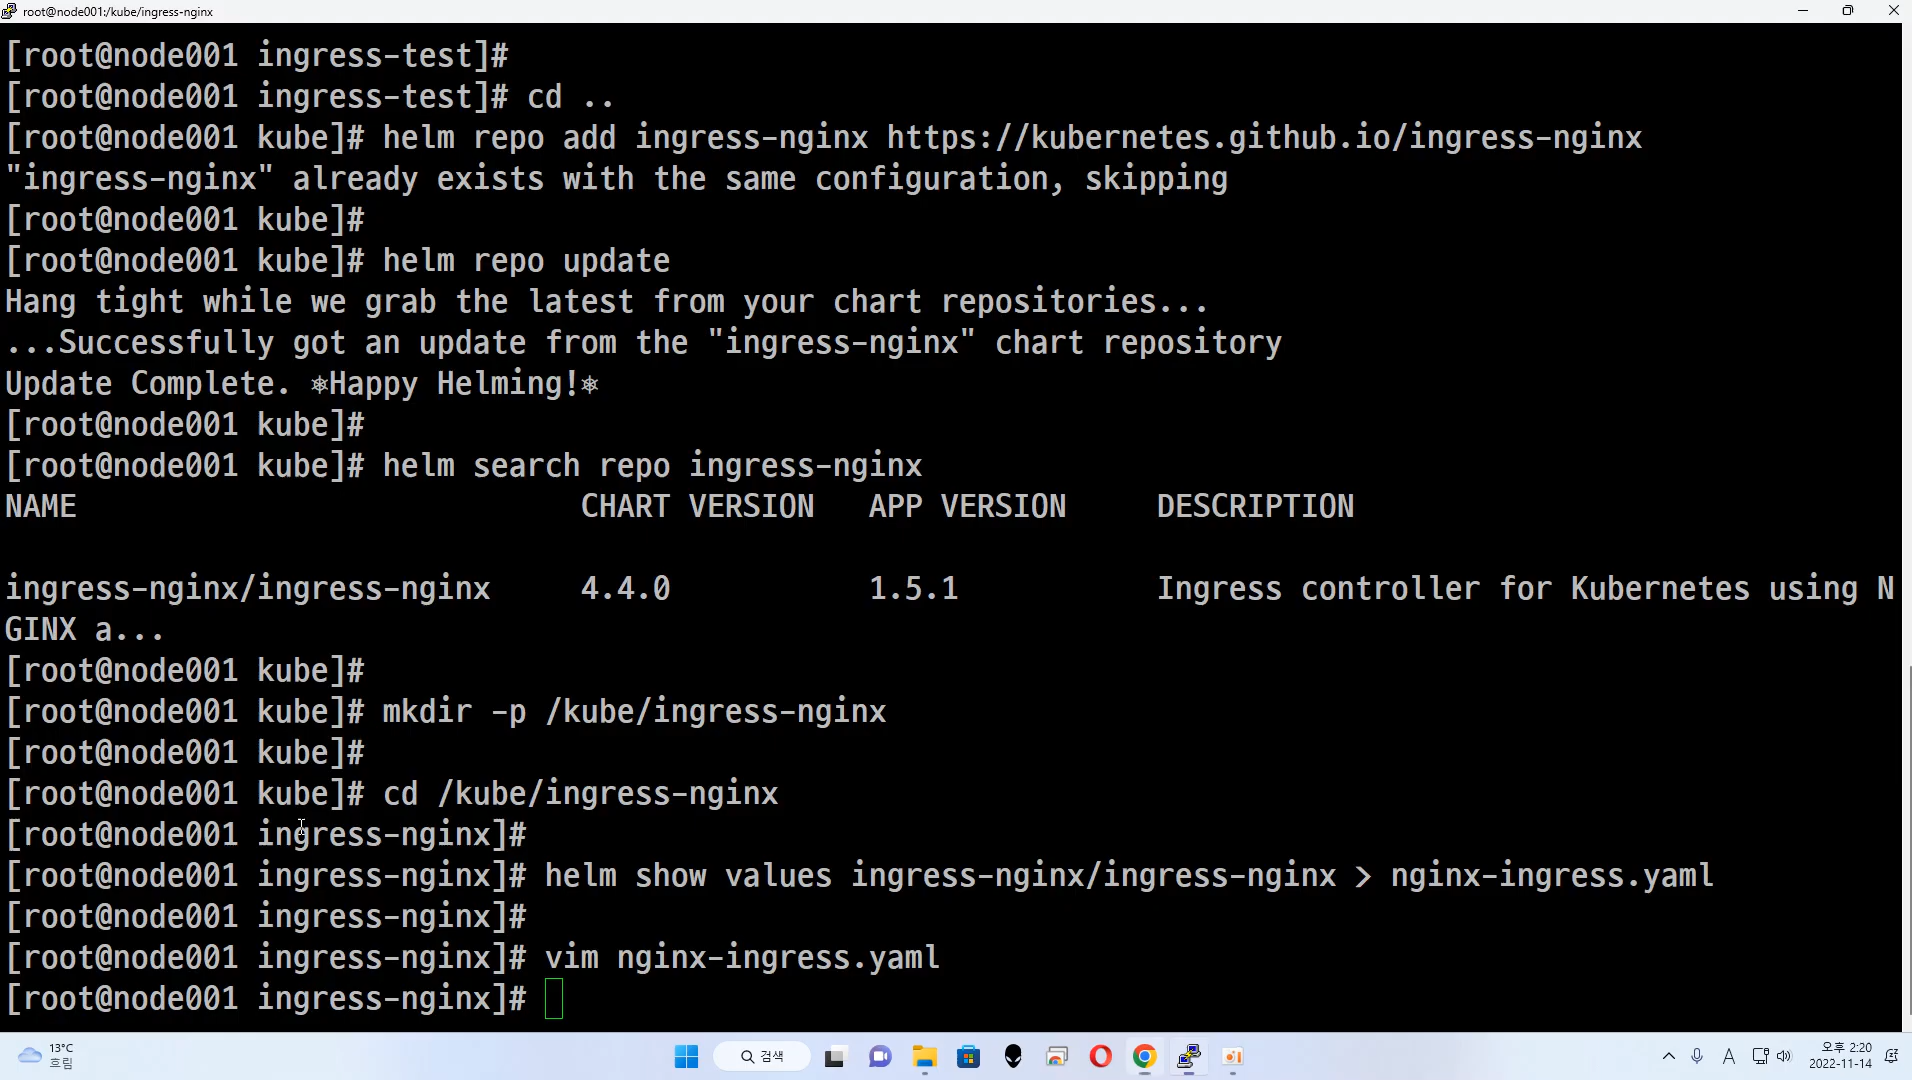 root@node001:/kube/ingress-nginx
[root@node001 ingress-test]#
[root@node001 ingress-test]# cd ..
[root@node001 kube]# helm repo add ingress-nginx https://kubernetes.github.io/ingress-nginx
"ingress-nginx" already exists with the same configuration, skipping
[root@node001 kube]#
[root@node001 kube]# helm repo update
Hang tight while we grab the latest from your chart repositories...
...Successfully got an update from the "ingress-nginx" chart repository
Update Complete. ⎈Happy Helming!⎈
[root@node001 kube]#
[root@node001 kube]# helm search repo ingress-nginx
NAME CHART VERSION APP VERSION DESCRIPTION
ingress-nginx/ingress-nginx 4.4.0 1.5.1 Ingress controller for Kubernetes using N
GINX a...
[root@node001 kube]#
[root@node001 kube]# mkdir -p /kube/ingress-nginx
[root@node001 kube]#
[root@node001 kube]# cd /kube/ingress-nginx
[root@node001 ingress-nginx]#
[root@node001 ingress-nginx]# helm show values ingress-nginx/ingress-nginx > nginx-ingress.yaml
[root@node001 ingress-nginx]#
[root@node001 ingress-nginx]# vim nginx-ingress.yaml
[root@node001 ingress-nginx]#
13°C
흐림
검색
A
오후 2:20
2022-11-14